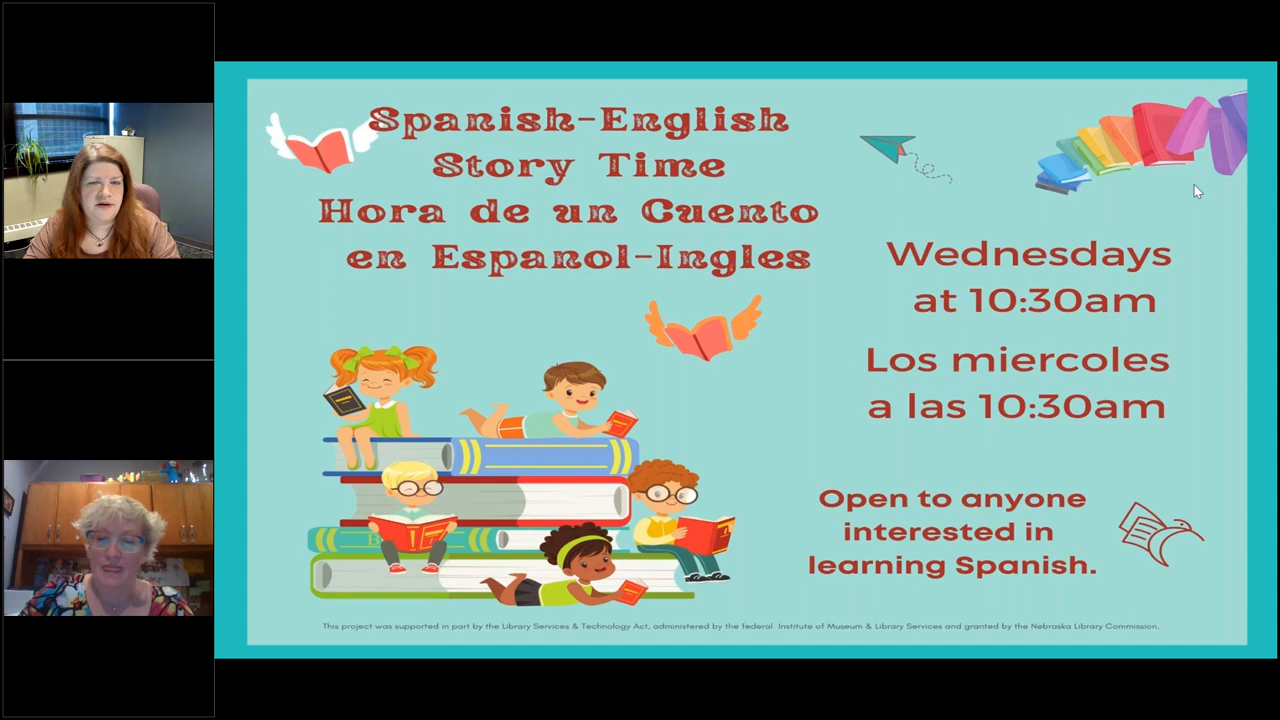 Spanish-English
Story Time
Hora de un Cuento
en Espanol-Ingles
Wednesdays
at 10:30am
Los miercoles
a las 10:30am
Open to anyone
interested in
learning Spanish.
This project was supported in part by the Library Services & Technology Act, administered by the federal Institute of Museum & Library Services and granted by the Nebraska Library Commission.